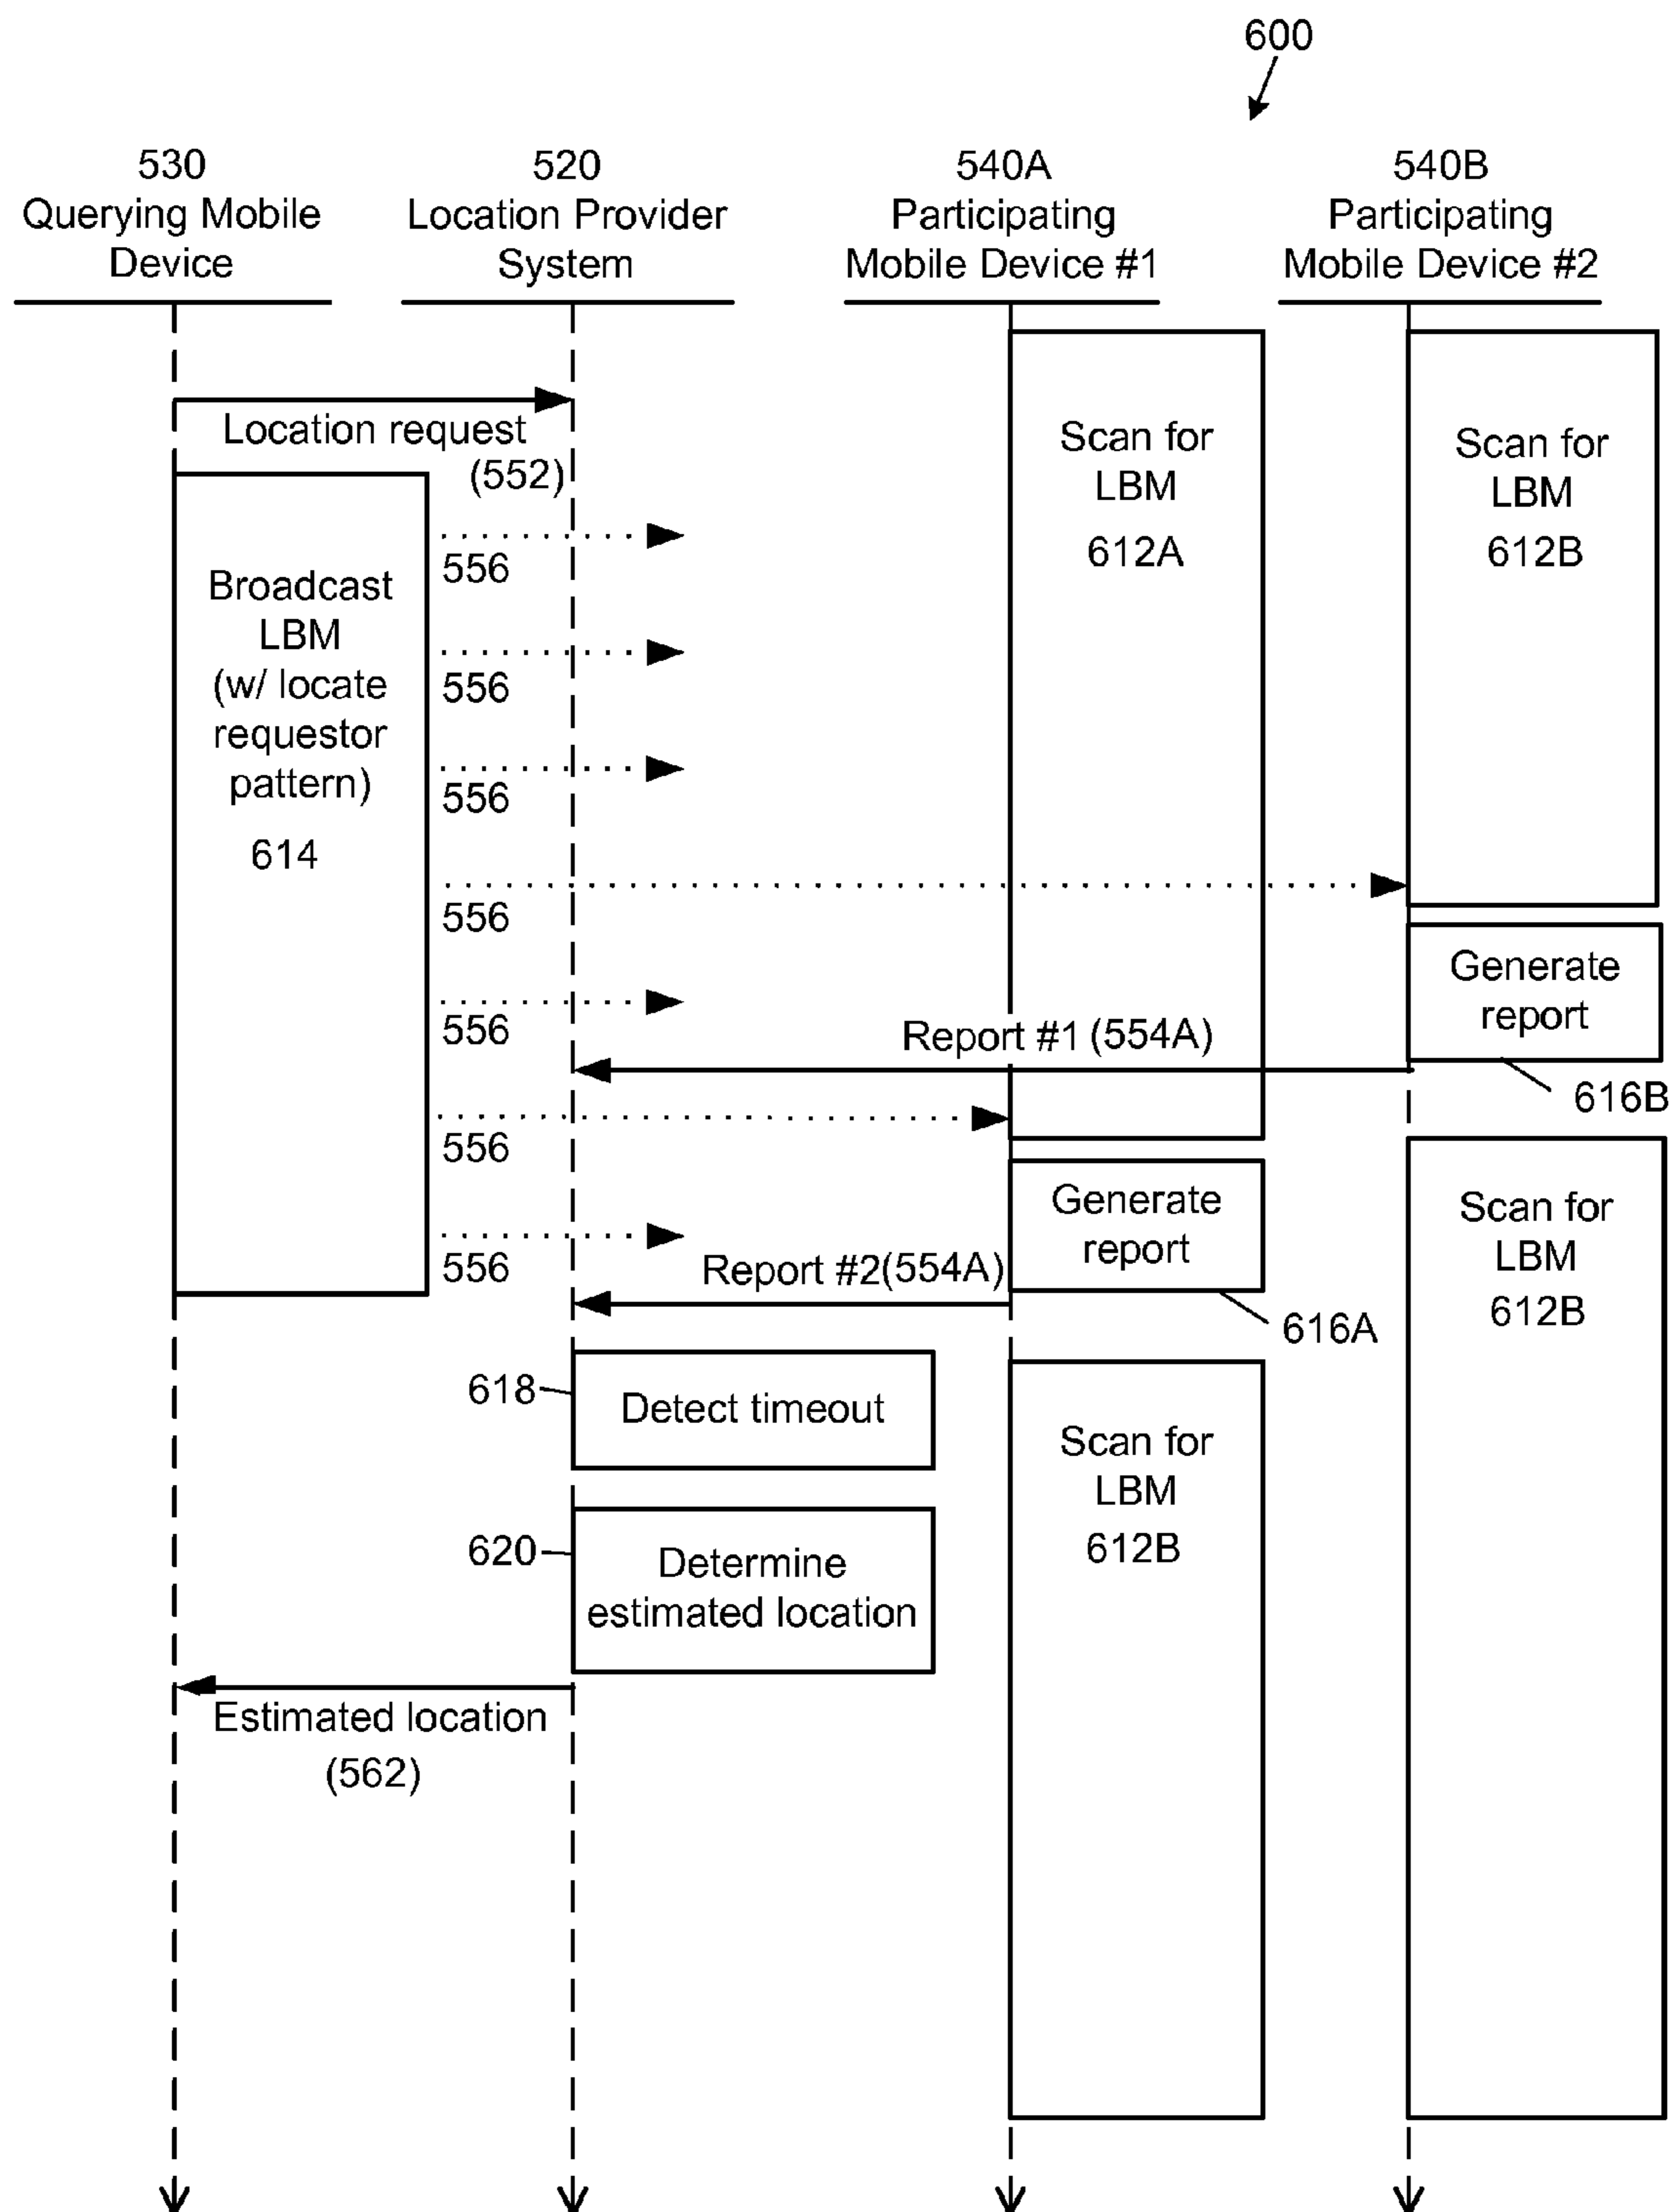 600
530
Querying Mobile
Device
520
Location Provider
System
540A
Participating
Mobile Device #1
540B
Participating
Mobile Device #2
Location request
(552)
Scan for
LBM
612A
Scan for
LBM
612B
Broadcast
LBM
(w/ locate
requestor
pattern)
614
556
556
556
556
556
Generate
report
616B
Report #1 (554A)
556
556
Generate
report
616A
Report #2(554A)
Scan for
LBM
612B
618
Detect timeout
Scan for
LBM
612B
620
Determine
estimated location
Estimated location
(562)